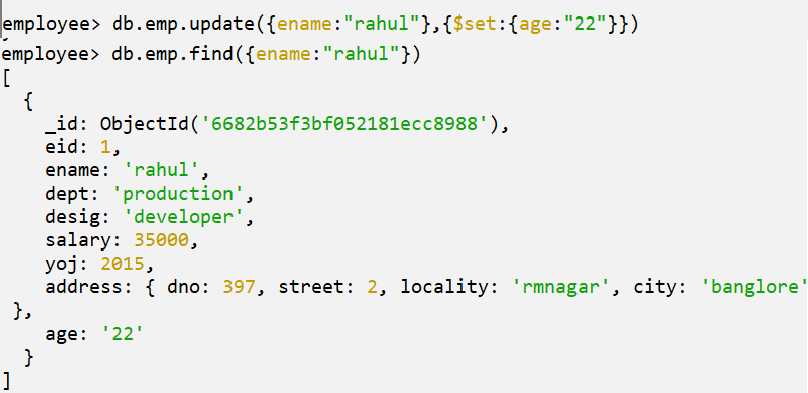 employee> db.emp.update({ename:"rahul"},{$set:{age:"22"}})
employee> db.emp.find({ename:"rahul"})
[
  {
    _id: ObjectId('6682b53f3bf052181ecc8988'),
    eid: 1,
    ename: 'rahul',
    dept: 'production',
    desig: 'developer',
    salary: 35000,
    yoj: 2015,
    address: { dno: 397, street: 2, locality: 'rmnagar', city: 'banglore'
 },
    age: '22'
  }
]